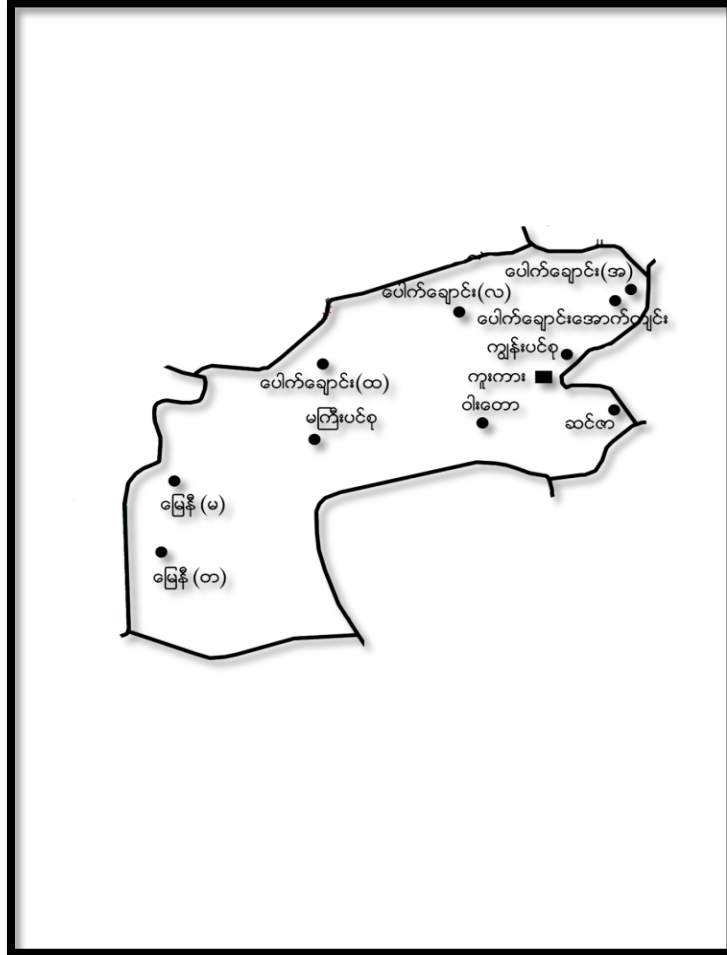 ပေါက်ချောင်း(အ)
ပေါက်ချောင်း(လ)
ပေါက်ချောင်းအောက်ကျင်း
ကျွန်းပင်စု
ပေါက်ချောင်း(ထ)
ကူးကား
ဝါးတော
မကြီးပင်စု
ဆင်ဇာ
မြေနီ(မ)
မြေနီ(တ)